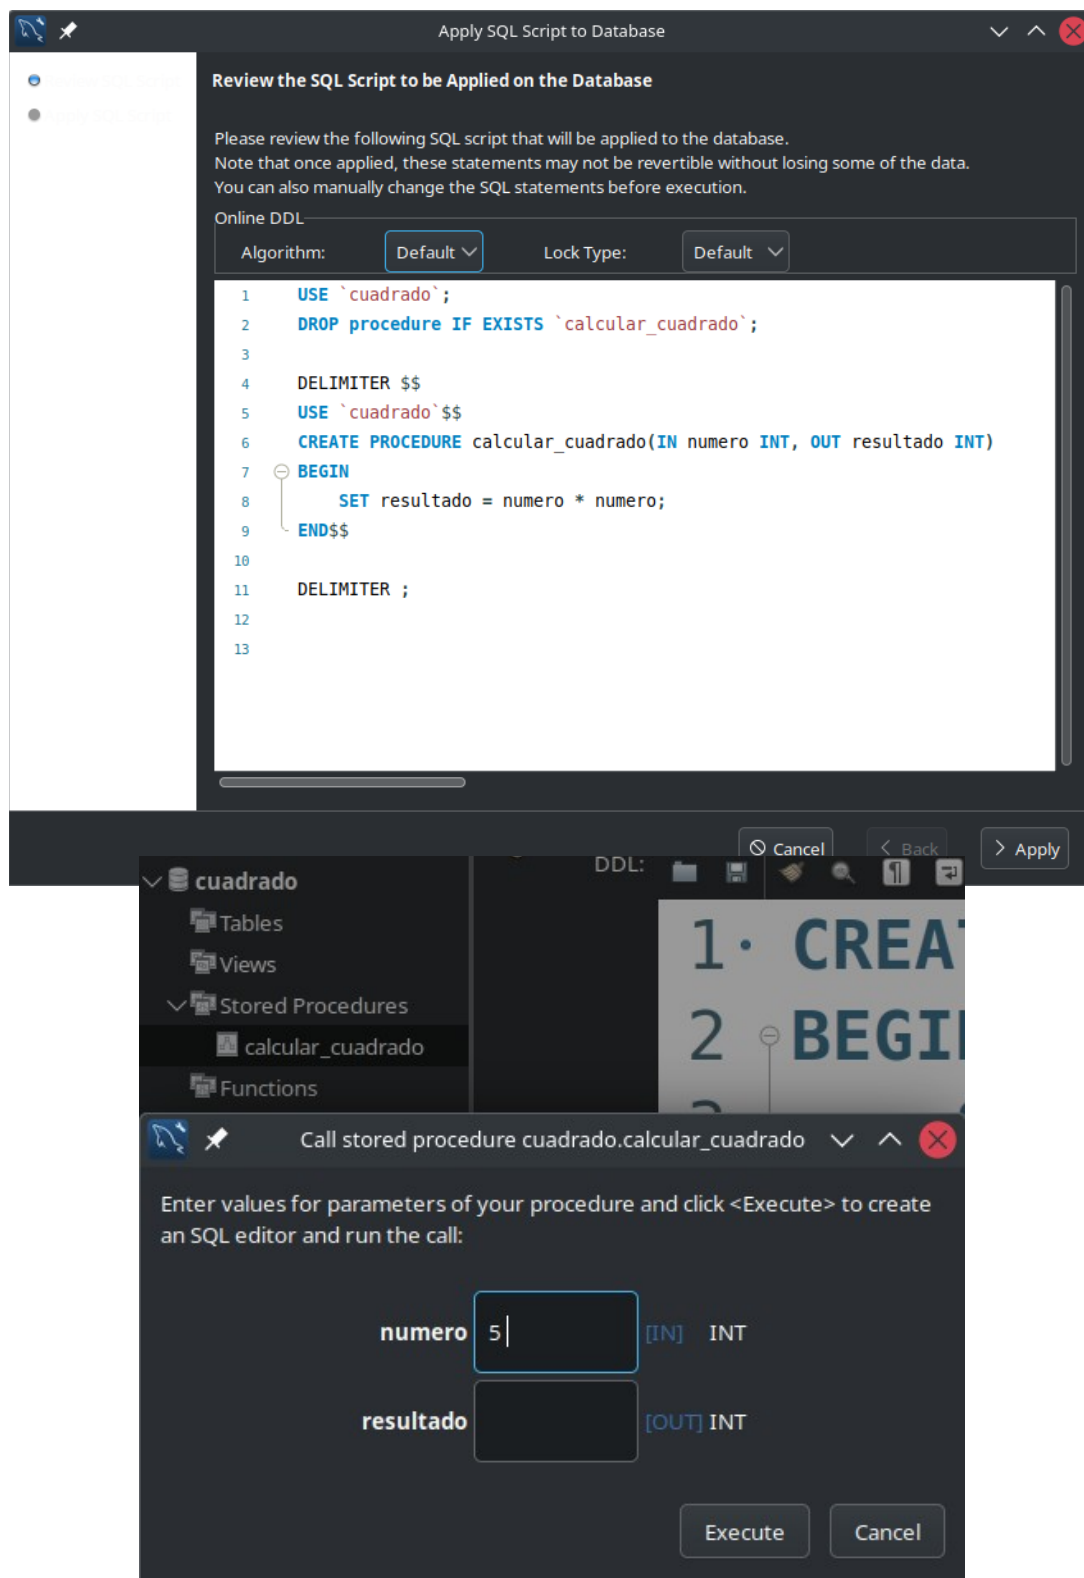 Apply SQL Script to Database
Review the SQL Script to be Applied on the Database
Please review the following SQL script that will be applied to the database.
Note that once applied, these statements may not be revertible without losing some of the data.
You can also manually change the SQL statements before execution.
Online DDL
Algorithm: Default Lock Type: Default
1 USE `cuadrado`;
2 DROP procedure IF EXISTS `calcular_cuadrado`;
3
4 DELIMITER $$
5 USE `cuadrado`$$
6 CREATE PROCEDURE calcular_cuadrado(IN numero INT, OUT resultado INT)
7 BEGIN
8 SET resultado = numero * numero;
9 END$$
10
11 DELIMITER ;
12
13
Cancel < Back > Apply
cuadrado
DDL:
Tables
Views
Stored Procedures
calcular_cuadrado
Functions
1 CREA
2 BEGI
Call stored procedure cuadrado.calcular_cuadrado
Enter values for parameters of your procedure and click <Execute> to create
an SQL editor and run the call:
numero 5 [IN] INT
resultado [OUT] INT
Execute Cancel